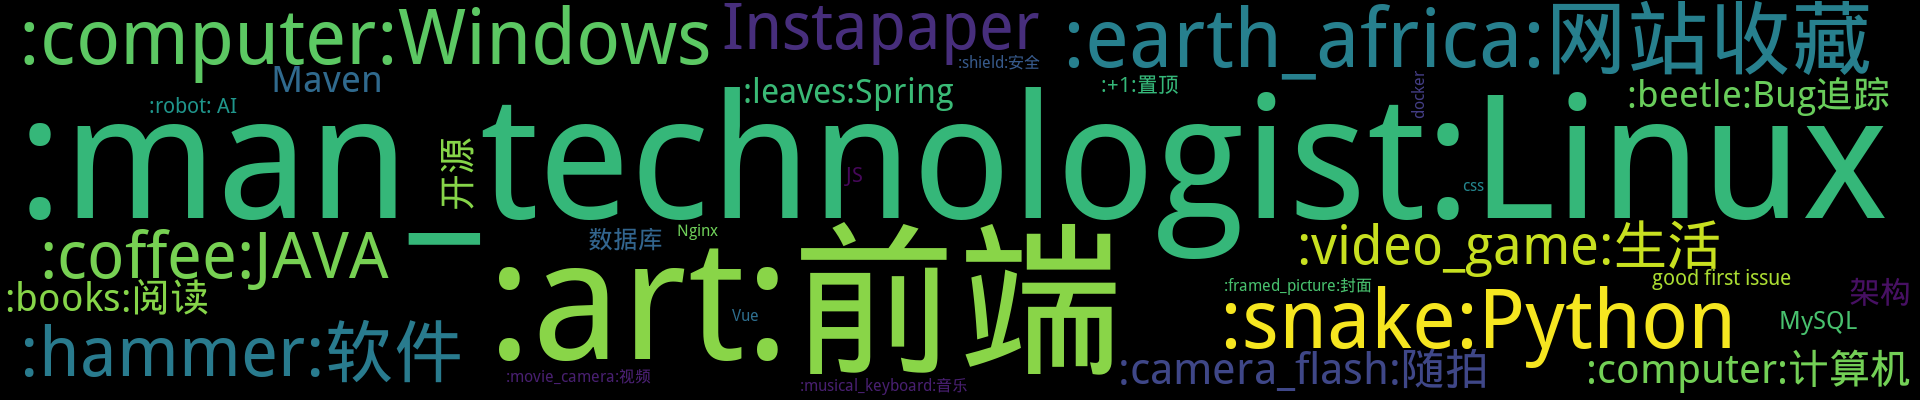 :computer:Windows
Instapaper
:earth_africa:网站收藏
:shield:安全
Maven
:leaves:Spring
:+1:置顶
docker
:beetle:Bug追踪
:robot: AI
:man_technologist:Linux
开源
JS
css
:coffee:JAVA
数据库
Nginx
:art:前端
:video_game:生活
good first issue
:books:阅读
:framed_picture:封面
架构
:snake:Python
Vue
MySQL
:hammer:软件
:camera_flash:随拍
:computer:计算机
:movie_camera:视频
:musical_keyboard:音乐